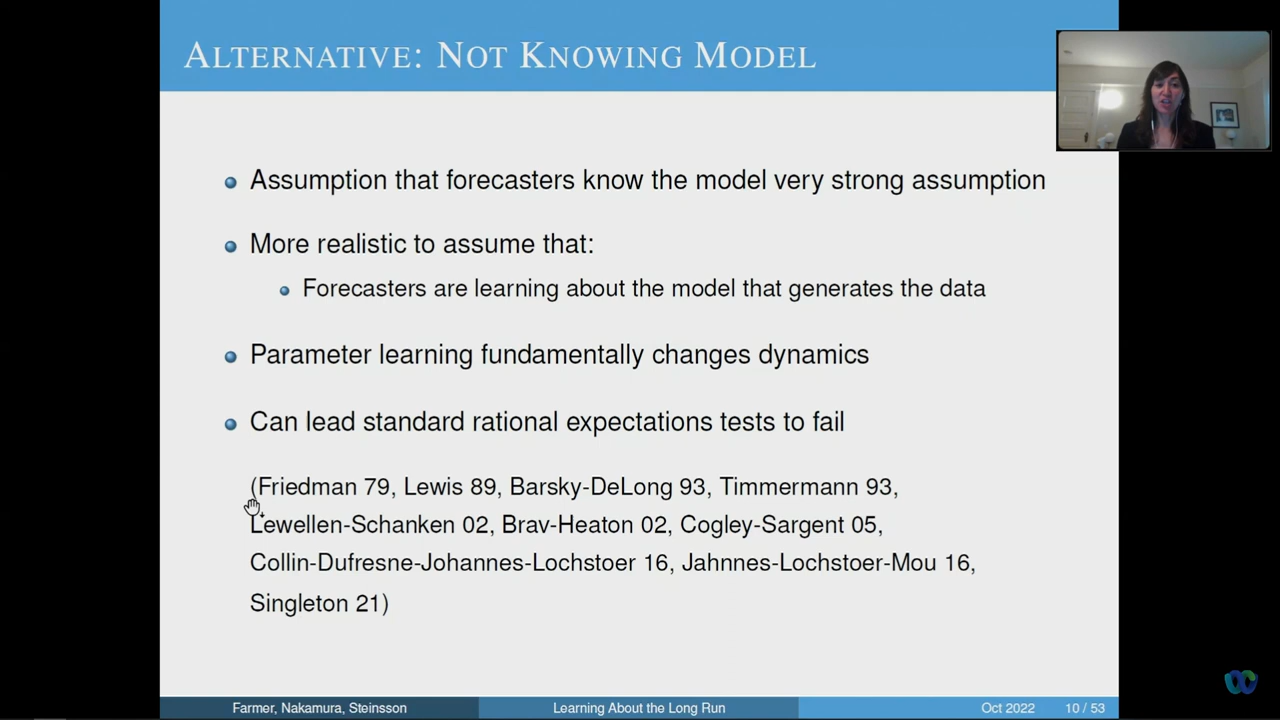 ALTERNATIVE: NOT KNOWING MODEL
Assumption that forecasters know the model very strong assumption
More realistic to assume that:
Forecasters are learning about the model that generates the data
Parameter learning fundamentally changes dynamics
Can lead standard rational expectations tests to fail
(Friedman 79, Lewis 89, Barsky-DeLong 93, Timmermann 93,
Lewellen-Schanken 02, Brav-Heaton 02, Cogley-Sargent 05,
Collin-Dufresne-Johannes-Lochstoer 16, Jahnnes-Lochstoer-Mou 16,
Singleton 21)
Farmer, Nakamura, Steinsson Learning About the Long Run Oct 2022 10 / 53